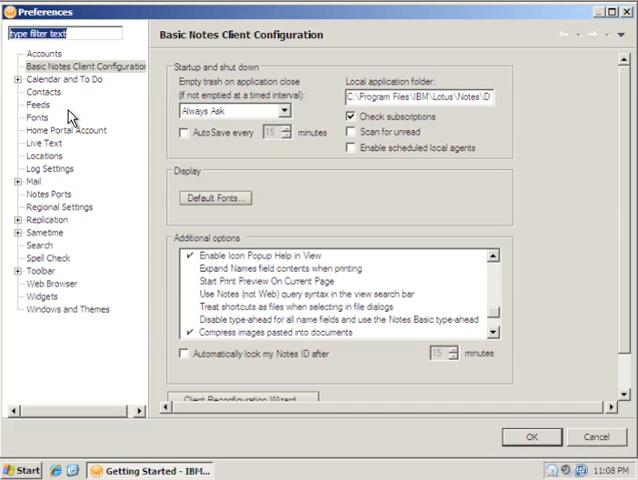 Preferences
type filter text
Basic Notes Client Configuration
Accounts
Basic Notes Client Configuration
Calendar and To Do
Contacts
Feeds
Fonts
Home Portal Account
Live Text
Locations
Log Settings
Mail
Notes Ports
Regional Settings
Replication
Sametime
Search
Spell Check
Toolbar
Web Browser
Widgets
Windows and Themes
Startup and shut down
Empty trash on application close
(if not emptied at a timed interval):
Always Ask
AutoSave every 15 minutes
Local application folder:
C:\Program Files\IBM\Lotus\Notes\D
Check subscriptions
Scan for unread
Enable scheduled local agents
Display
Default Fonts...
Additional options
Enable Icon Popup Help in View
Expand Names field contents when printing
Start Print Preview On Current Page
Use Notes (not Web) query syntax in the view search bar
Treat shortcuts as files when selecting in file dialogs
Disable type-ahead for all name fields and use the Notes Basic type-ahead
Compress images pasted into documents
Automatically lock my Notes ID after 15 minutes
Client Reconfiguration Wizard...
OK
Cancel
Start
Getting Started - IBM...
11:08 PM